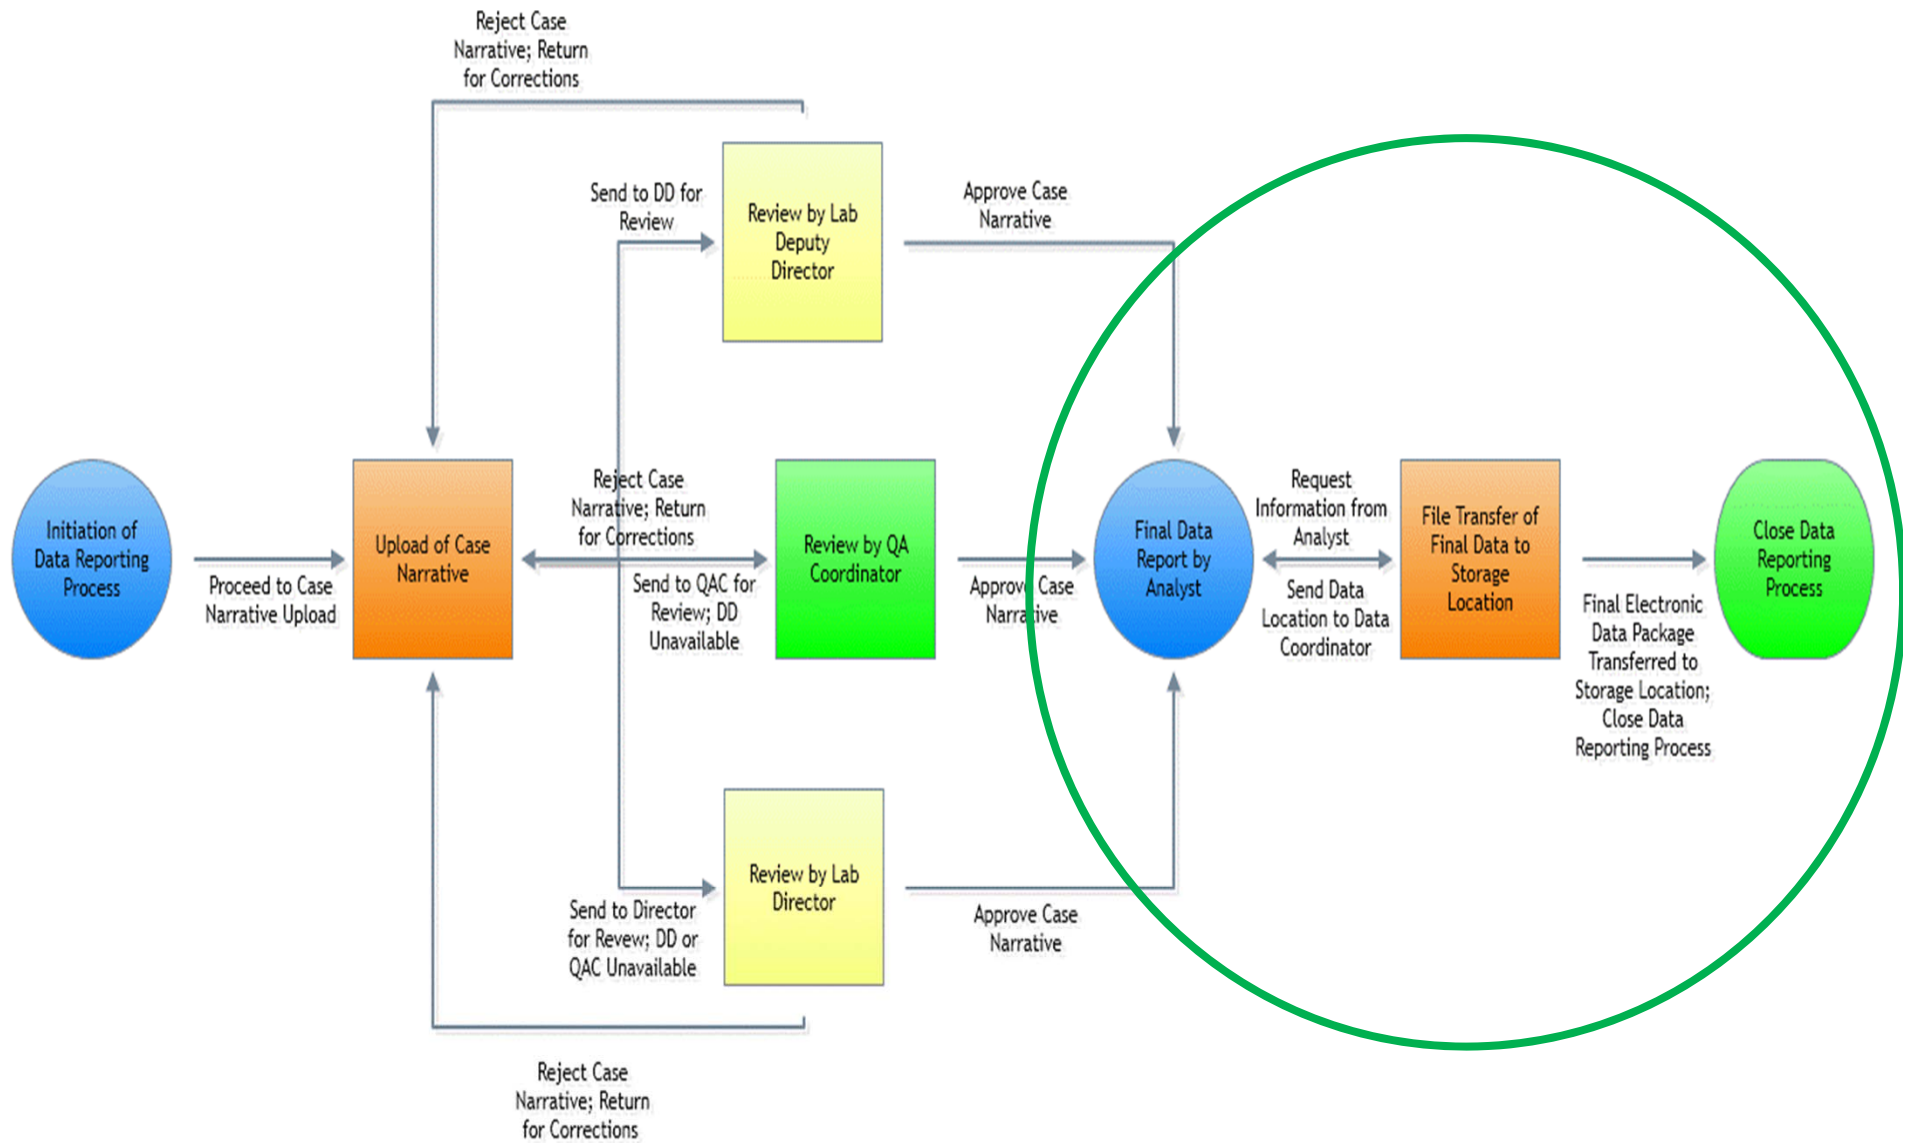 Reject Case
Narrative; Return
for Corrections
Send to DD for
Review
Review by Lab
Deputy
Director
Approve Case
Narrative
Initiation of
Data Reporting
Process
Proceed to Case
Narrative Upload
Upload of Case
Narrative
Reject Case
Narrative; Return
for Corrections
Send to QAC for
Review; DD
Unavailable
Review by QA
Coordinator
Approve Case
Narrative
Final Data
Report by
Analyst
Request
Information from
Analyst
Send Data
Location to Data
Coordinator
File Transfer of
Final Data to
Storage
Location
Final Electronic
Data Package
Transferred to
Storage Location;
Close Data
Reporting Process
Close Data
Reporting
Process
Send to Director
for Revew; DD or
QAC Unavailable
Review by Lab
Director
Approve Case
Narrative
Reject Case
Narrative; Return
for Corrections